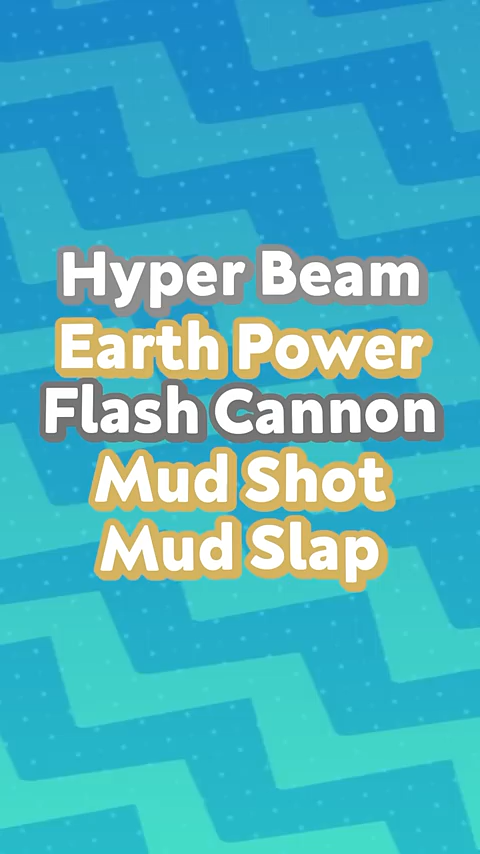 Hyper Beam
Earth Power
Flash Cannon
Mud Shot
Mud Slap